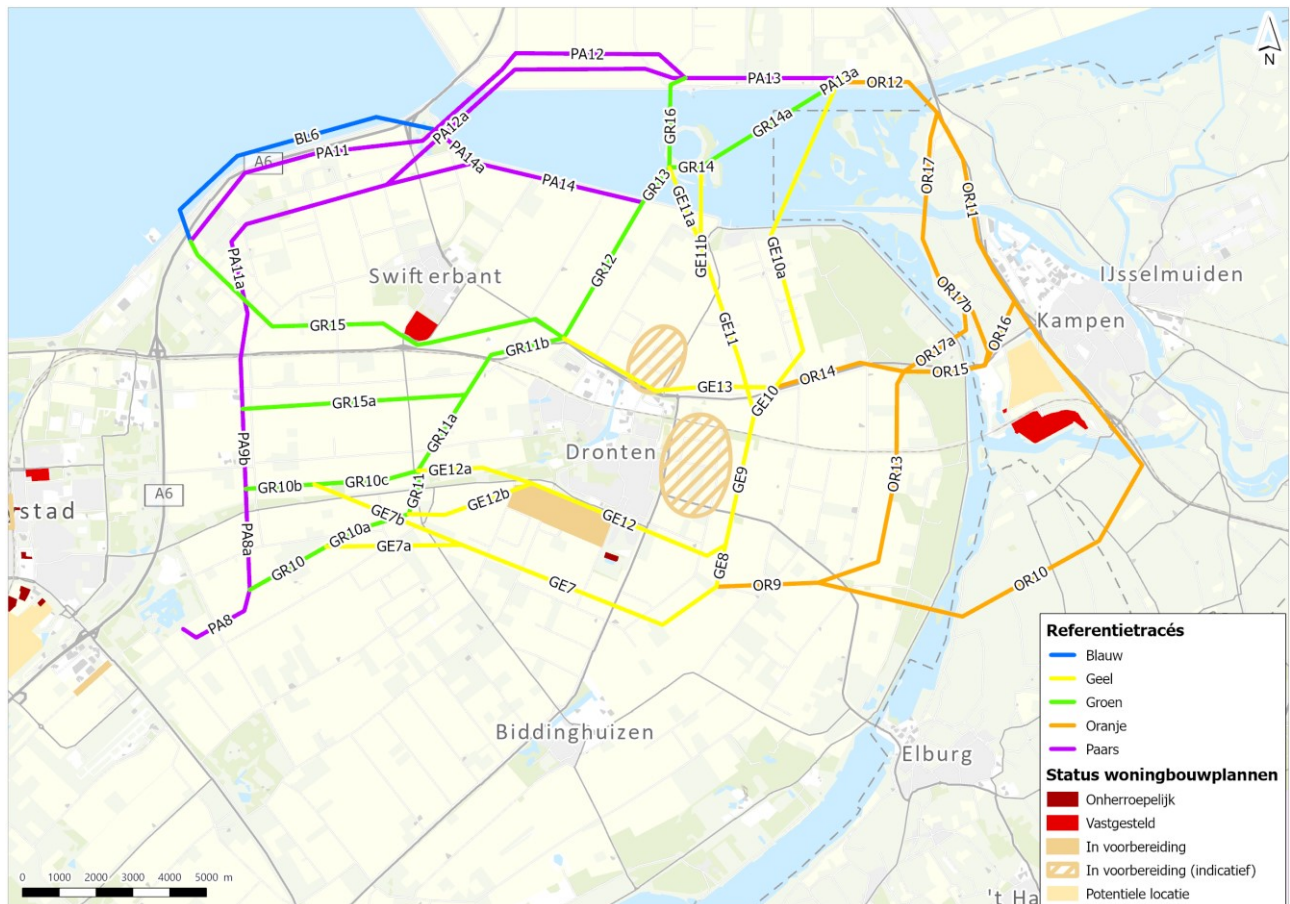 PA12
PA13
PA13a
OR12
N
BL6
PA12a
A6
PA11
PA14a
GR16
GR14a
GR14
PA14
GR13
GE11a
OR17
OR11
PA11a
Swifterbant
GR12
GE11b
GE10a
IJsselmuiden
OR17b
Kampen
GR15
GR11b
GE11
OR16
OR17a
GE13
OR14
OR15
GR15a
GE10
GR11a
Dronten
PA9b
GE9
OR13
GE12a
A6
GR10b
GR10c
GR11
GE12b
stad
GE7b
GE12
GR10a
PA8a
GE7a
GR10
GE8
GE7
OR9
OR10
PA8
Biddinghuizen
Elburg
't Ha
0 1000 2000 3000 4000 5000 m
Referentietracés
Blauw
Geel
Groen
Oranje
Paars
Status woningbouwplannen
Onherroepelijk
Vastgesteld
In voorbereiding
In voorbereiding (indicatief)
Potentiele locatie